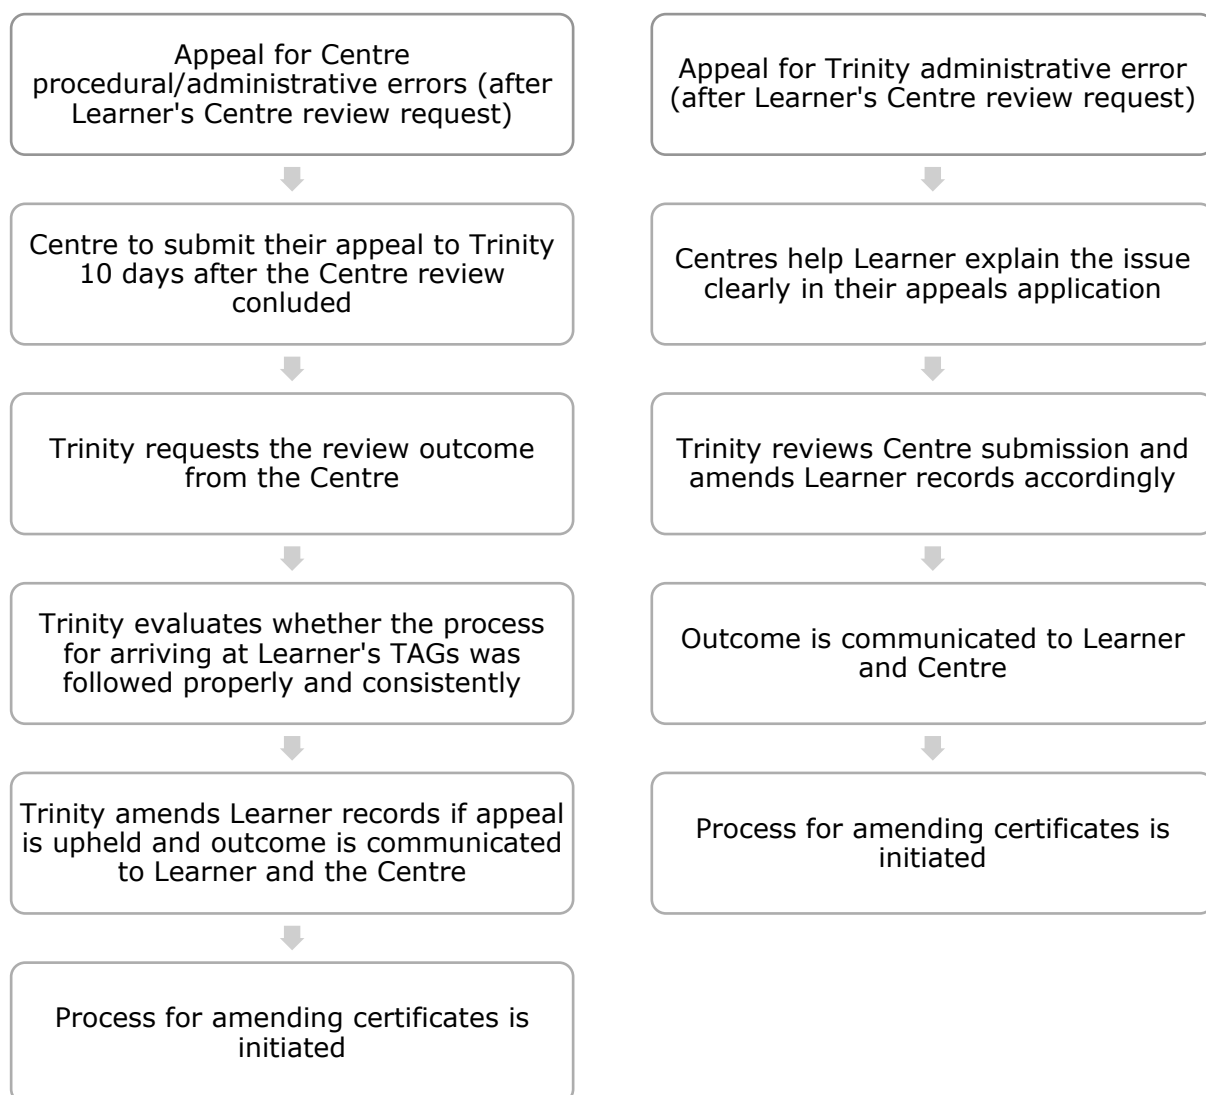 Appeal for Centre
procedural/administrative errors (after
Learner's Centre review request)
Centre to submit their appeal to Trinity
10 days after the Centre review
conluded
Trinity requests the review outcome
from the Centre
Trinity evaluates whether the process
for arriving at Learner's TAGs was
followed properly and consistently
Trinity amends Learner records if appeal
is upheld and outcome is communicated
to Learner and the Centre
Process for amending certificates is
initiated
Appeal for Trinity administrative error
(after Learner's Centre review request)
Centres help Learner explain the issue
clearly in their appeals application
Trinity reviews Centre submission and
amends Learner records accordingly
Outcome is communicated to Learner
and Centre
Process for amending certificates is
initiated